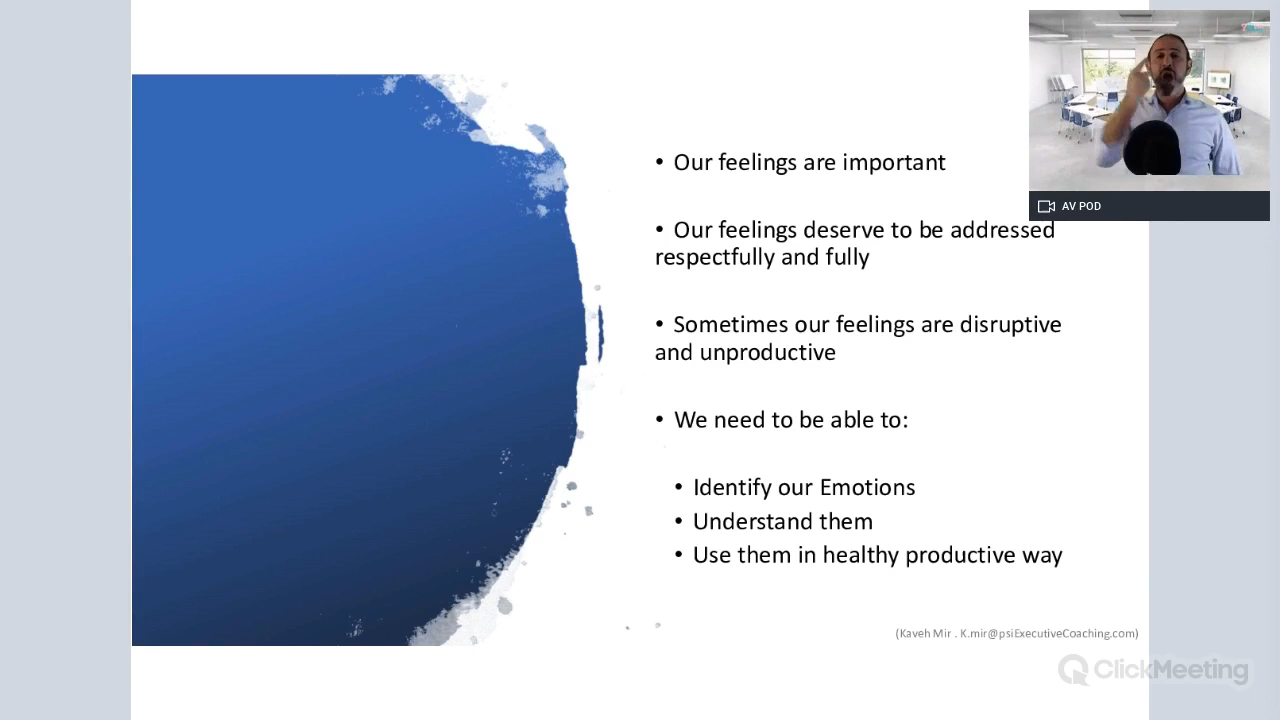 • Our feelings are important
• Our feelings deserve to be addressed
respectfully and fully
• Sometimes our feelings are disruptive
and unproductive
• We need to be able to:
• Identify our Emotions
• Understand them
• Use them in healthy productive way
(Kaveh Mir . K.mir@psiExecutiveCoaching.com)
AV POD
ClickMeeting